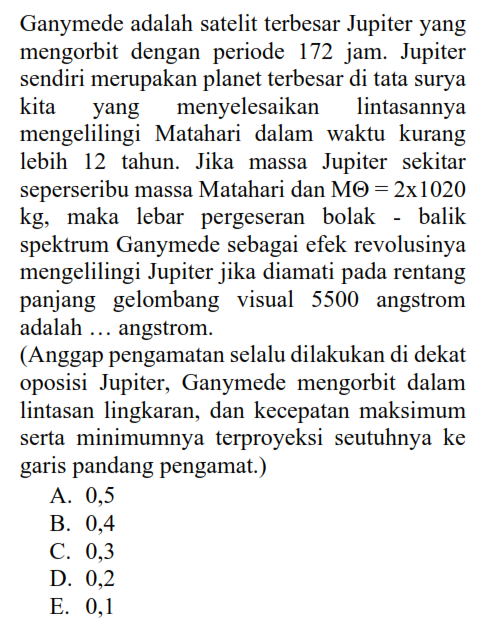 Ganymede adalah satelit terbesar Jupiter yang
mengorbit dengan periode 172 jam. Jupiter
sendiri merupakan planet terbesar di tata surya
kita yang menyelesaikan lintasannya
mengelilingi Matahari dalam waktu kurang
lebih 12 tahun. Jika massa Jupiter sekitar
seperseribu massa Matahari dan MΘ = 2x1020
kg, maka lebar pergeseran bolak - balik
spektrum Ganymede sebagai efek revolusinya
mengelilingi Jupiter jika diamati pada rentang
panjang gelombang visual 5500 angstrom
adalah … angstrom.
(Anggap pengamatan selalu dilakukan di dekat
oposisi Jupiter, Ganymede mengorbit dalam
lintasan lingkaran, dan kecepatan maksimum
serta minimumnya terproyeksi seutuhnya ke
garis pandang pengamat.)
A. 0,5
B. 0,4
C. 0,3
D. 0,2
E. 0,1